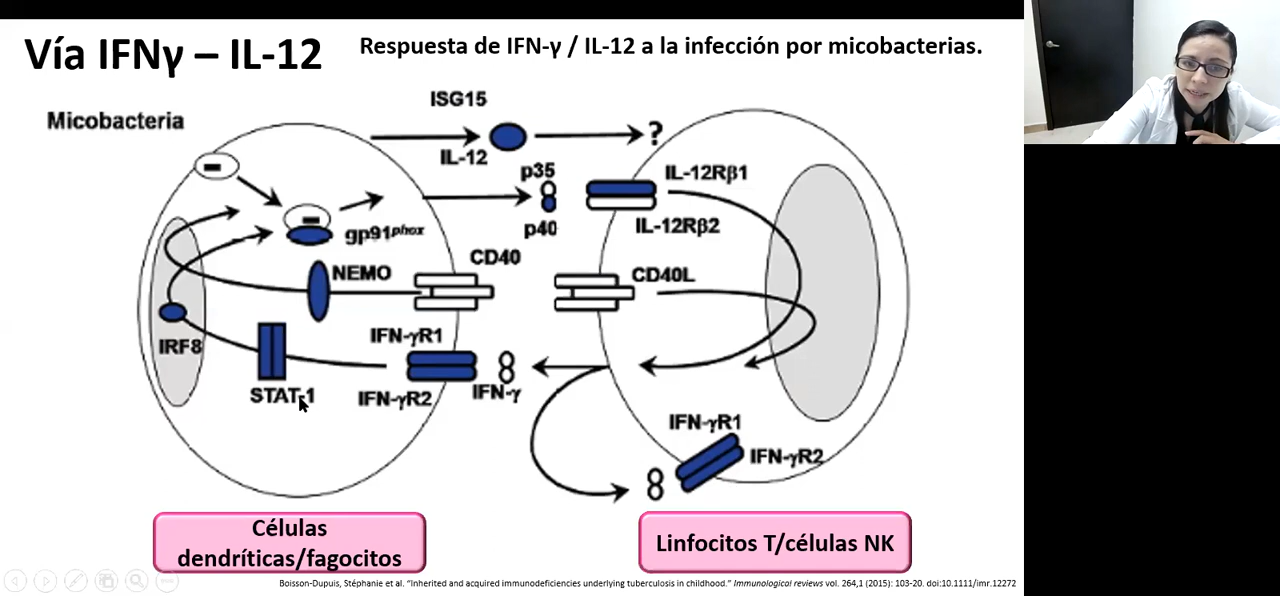 Vía IFNγ – IL-12
Respuesta de IFN-γ / IL-12 a la infección por micobacterias.
Micobacteria
ISG15
?
IL-12
p35
p40
IL-12Rβ1
IL-12Rβ2
gp91phox
CD40
NEMO
CD40L
IRF8
STAT-1
IFN-γR1
IFN-γR2
IFN-γ
IFN-γR1
IFN-γR2
Células
dendríticas/fagocitos
Linfocitos T/células NK
Boisson-Dupuis, Stéphanie et al. “Inherited and acquired immunodeficiencies underlying tuberculosis in childhood.” Immunological reviews vol. 264,1 (2015): 103-20. doi:10.1111/imr.12272